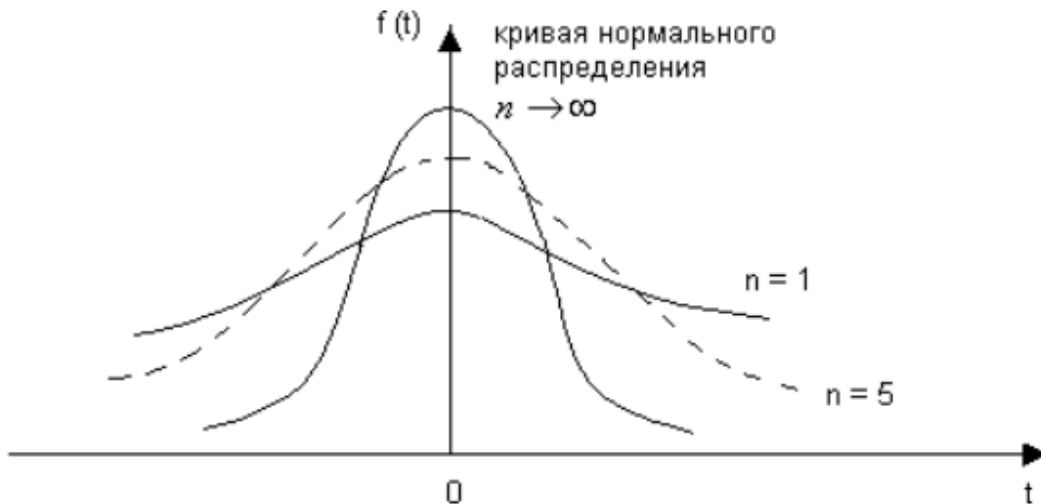 f (t)
кривая нормального
распределения
n → ∞
n = 1
n = 5
0
t